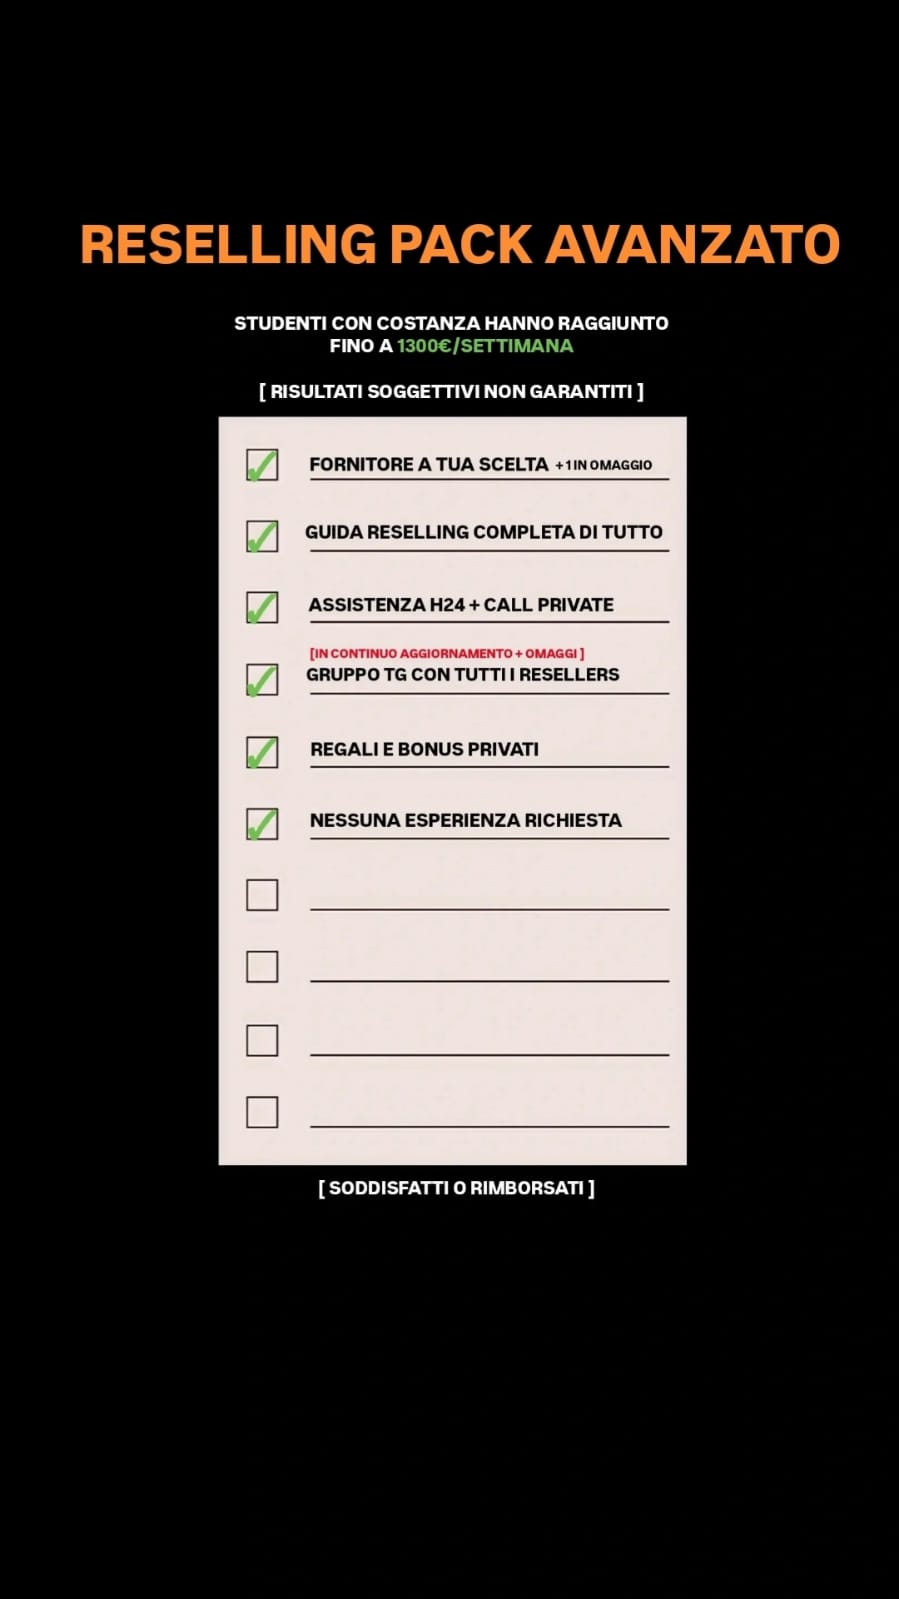 RESELLING PACK AVANZATO
STUDENTI CON COSTANZA HANNO RAGGIUNTO
FINO A 1300€/SETTIMANA
[ RISULTATI SOGGETTIVI NON GARANTITI ]
FORNITORE A TUA SCELTA +1 IN OMAGGIO
GUIDA RESELLING COMPLETA DI TUTTO
ASSISTENZA H24 + CALL PRIVATE
[IN CONTINUO AGGIORNAMENTO + OMAGGI ]
GRUPPO TG CON TUTTI I RESELLERS
REGALI E BONUS PRIVATI
NESSUNA ESPERIENZA RICHIESTA
[ SODDISFATTI O RIMBORSATI ]